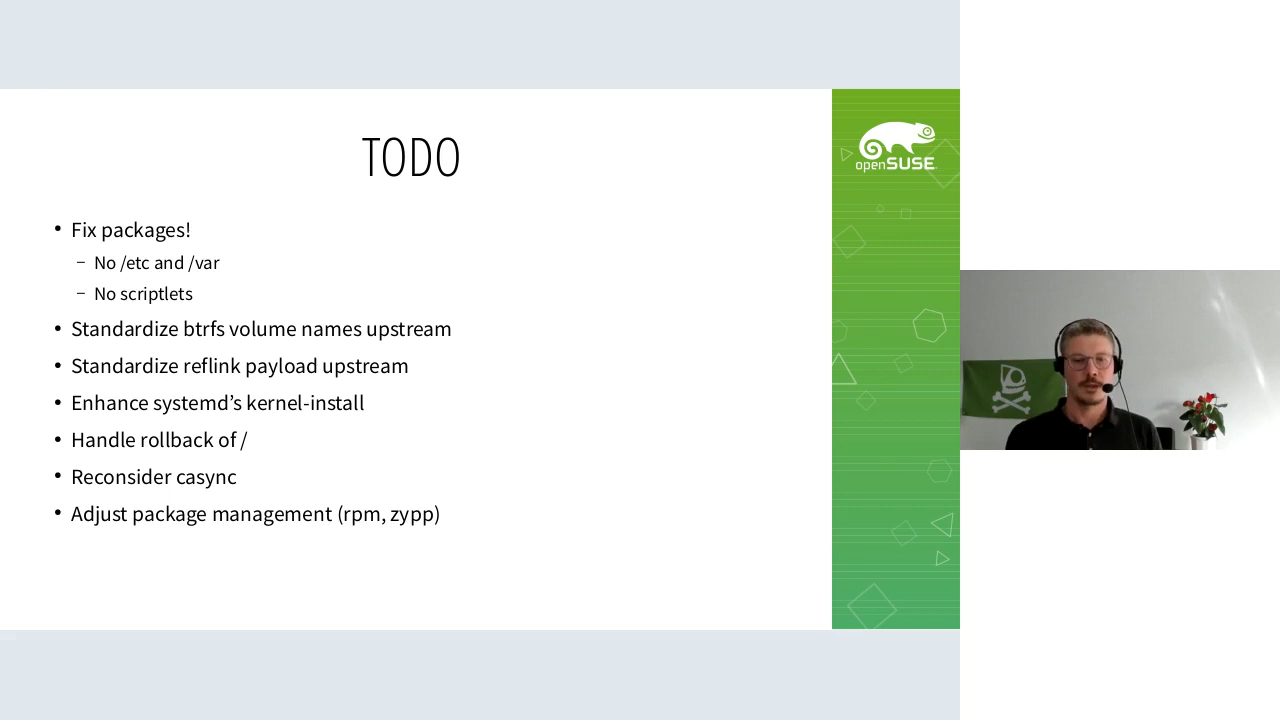 TODO
openSUSE
• Fix packages!
– No /etc and /var
– No scriptlets
• Standardize btrfs volume names upstream
• Standardize reflink payload upstream
• Enhance systemd’s kernel-install
• Handle rollback of /
• Reconsider casync
• Adjust package management (rpm, zypp)